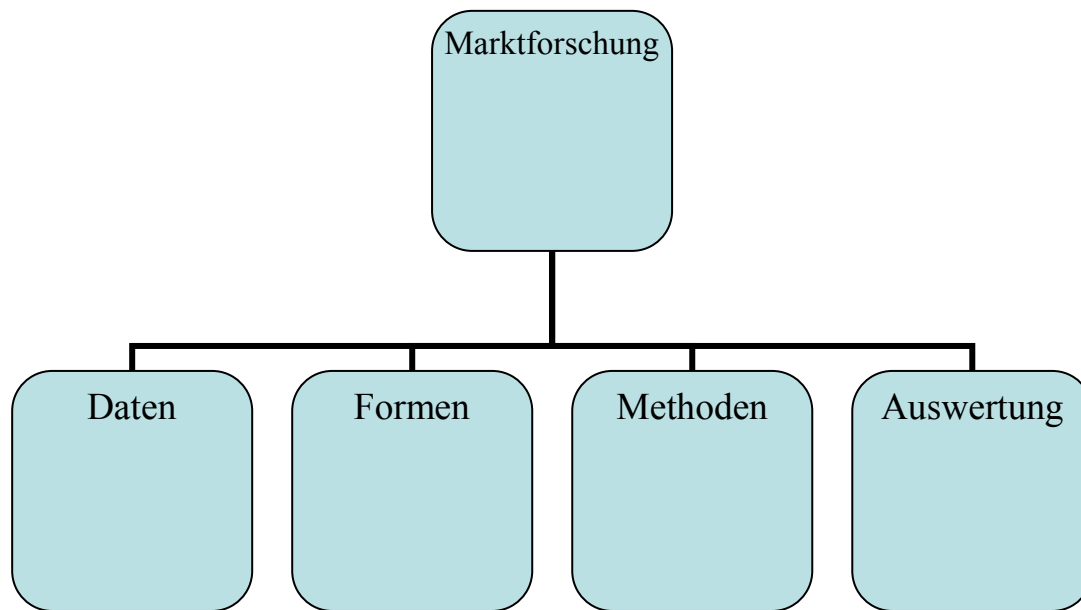 Marktforschung
Daten
Formen
Methoden
Auswertung